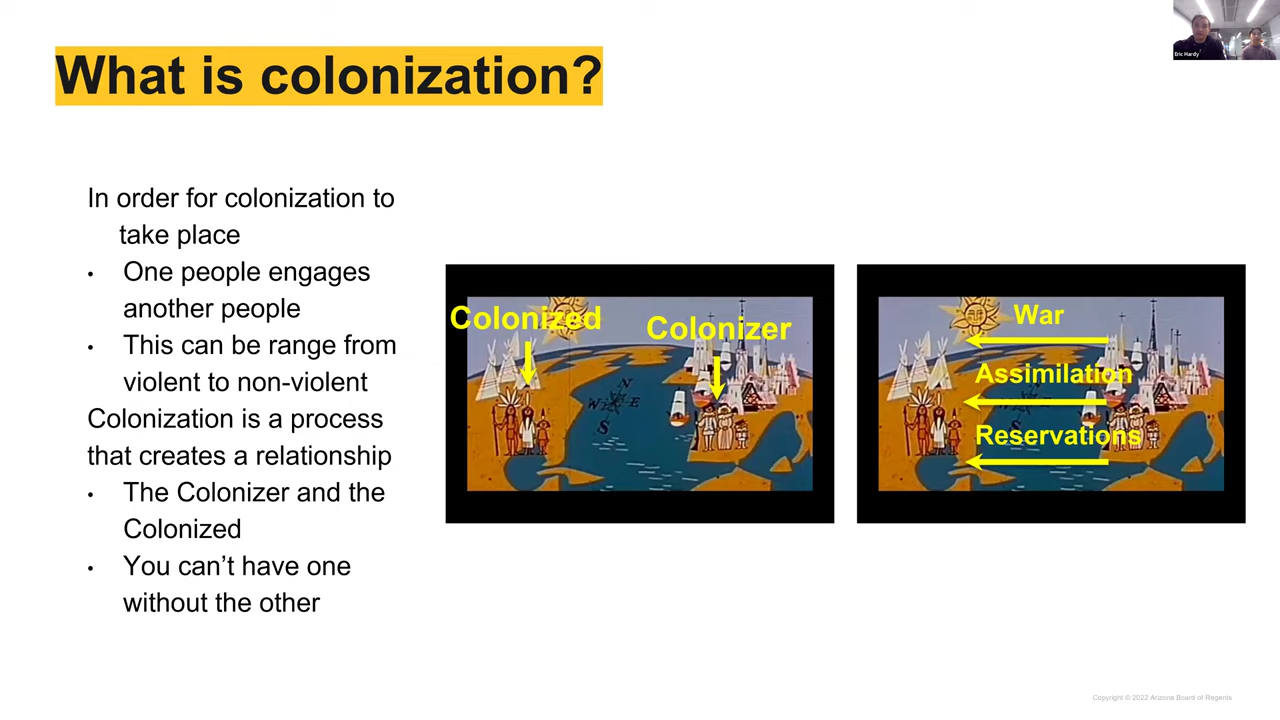 What is colonization?
Eric Hardy
In order for colonization to
take place
• One people engages
another people
• This can be range from
violent to non-violent
Colonization is a process
that creates a relationship
• The Colonizer and the
Colonized
• You can’t have one
without the other
Colonized
Colonizer
N
W E
S
War
Assimilation
Reservations
Copyright © 2022 Arizona Board of Regents